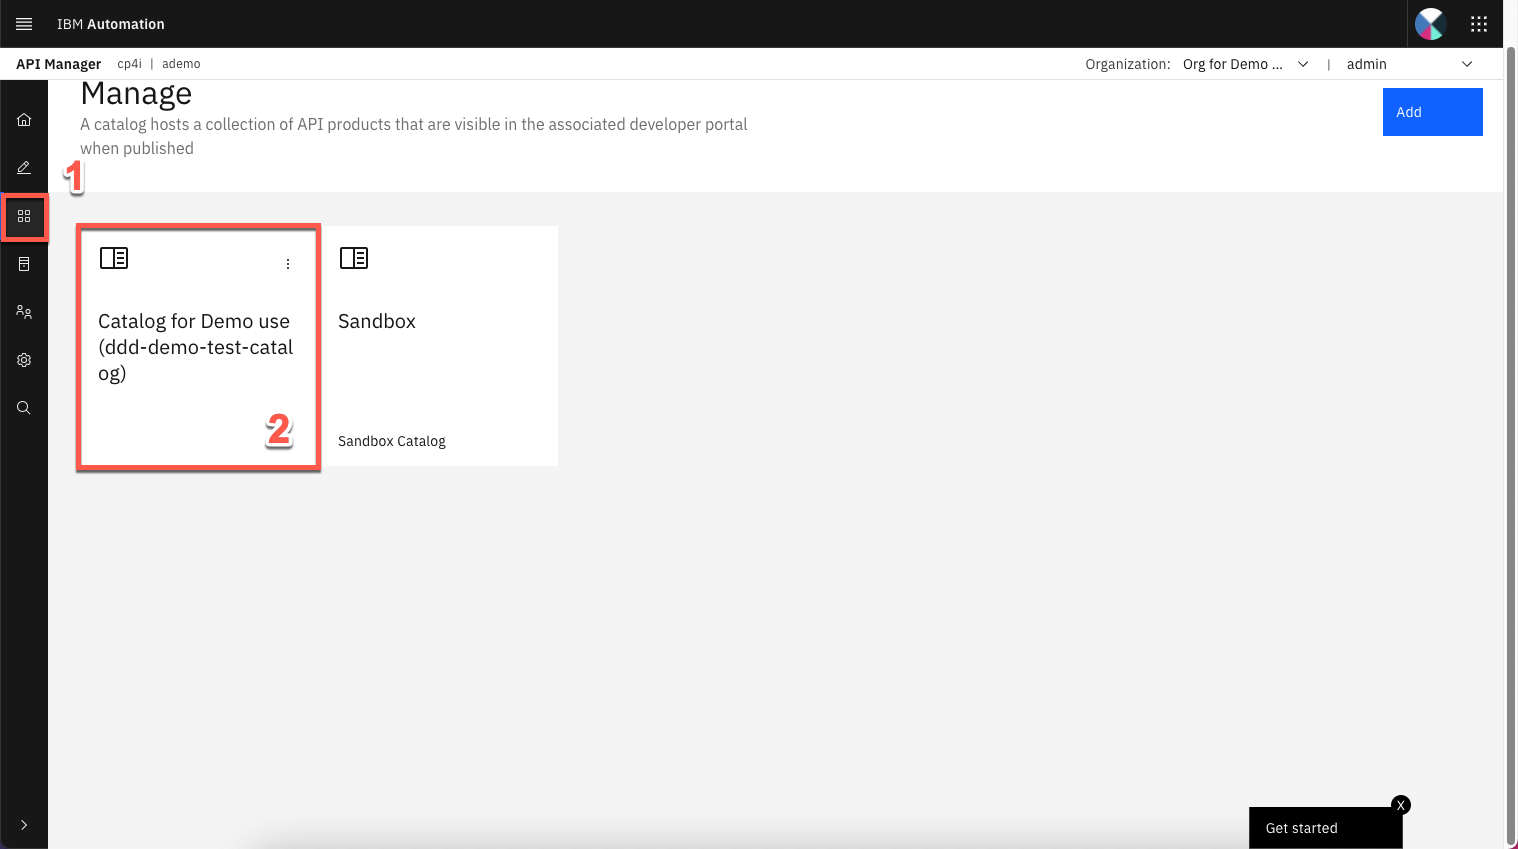 IBM Automation
API Manager cp4i | ademo Organization: Org for Demo ... | admin
Manage
Add
A catalog hosts a collection of API products that are visible in the associated developer portal
when published
1
Catalog for Demo use
(ddd-demo-test-catal
og)
2
Sandbox
Sandbox Catalog
X
Get started